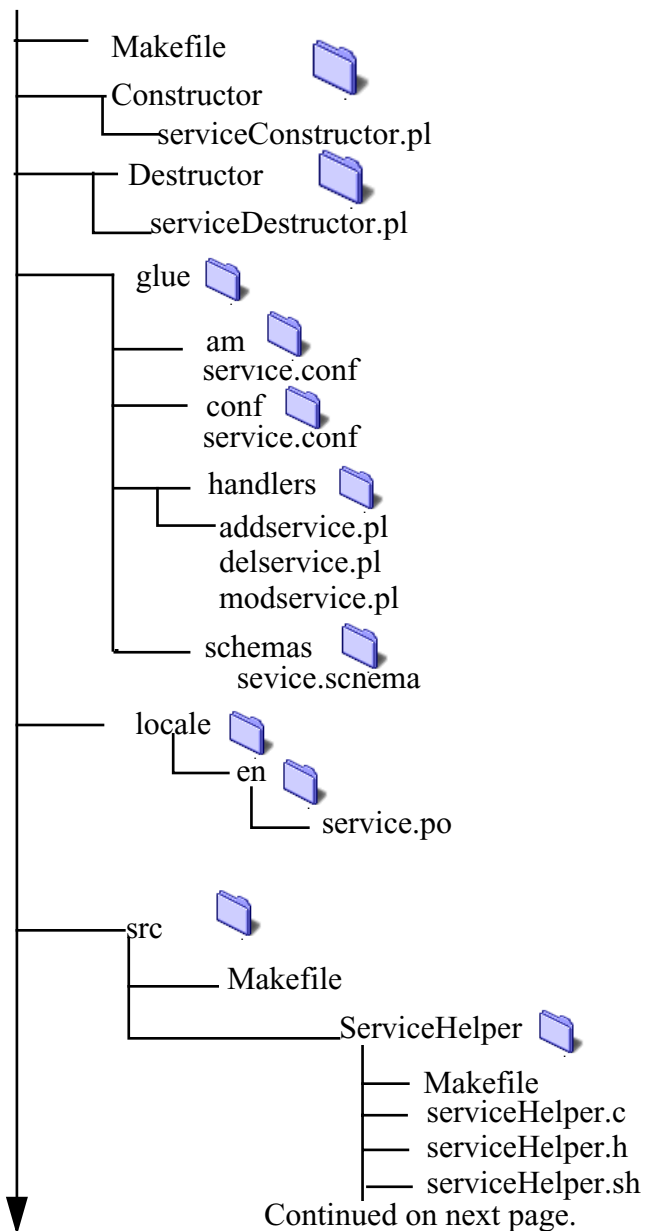 Makefile
Constructor
serviceConstructor.pl
Destructor
serviceDestructor.pl
glue
am
service.conf
conf
service.conf
handlers
addservice.pl
delservice.pl
modservice.pl
schemas
sevice.schema
locale
en
service.po
src
Makefile
ServiceHelper
Makefile
serviceHelper.c
serviceHelper.h
serviceHelper.sh
Continued on next page.